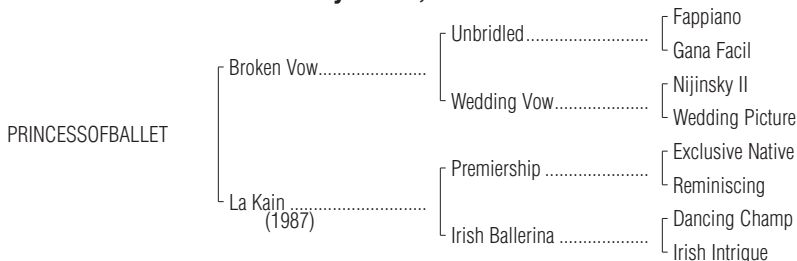 Fappiano
Unbridled..........................
Gana Facil
Broken Vow.......................
Nijinsky II
Wedding Vow....................
Wedding Picture
PRINCESSOFBALLET
Exclusive Native
Premiership ......................
Reminiscing
La Kain .............................
(1987)
Dancing Champ
Irish Ballerina ...................
Irish Intrigue